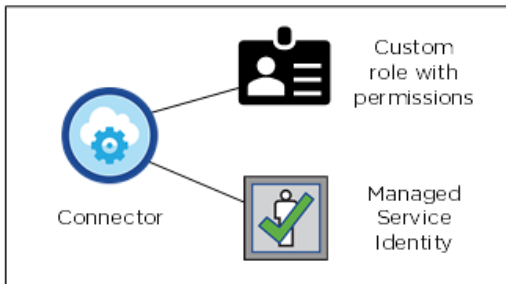 Custom
role with
permissions
Connector
Managed
Service
Identity